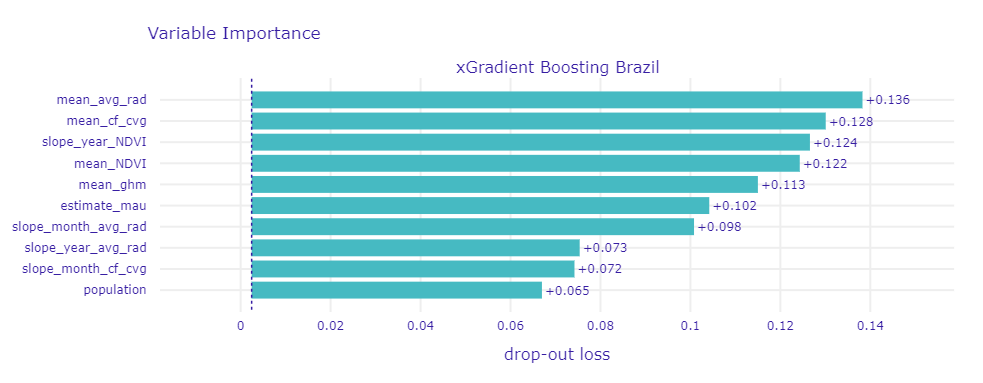 Variable Importance
xGradient Boosting Brazil
mean_avg_rad +0.136
mean_cf_cvg +0.128
slope_year_NDVI +0.124
mean_NDVI +0.122
mean_ghm +0.113
estimate_mau +0.102
slope_month_avg_rad +0.098
slope_year_avg_rad +0.073
slope_month_cf_cvg +0.072
population +0.065
0 0.02 0.04 0.06 0.08 0.1 0.12 0.14
drop-out loss